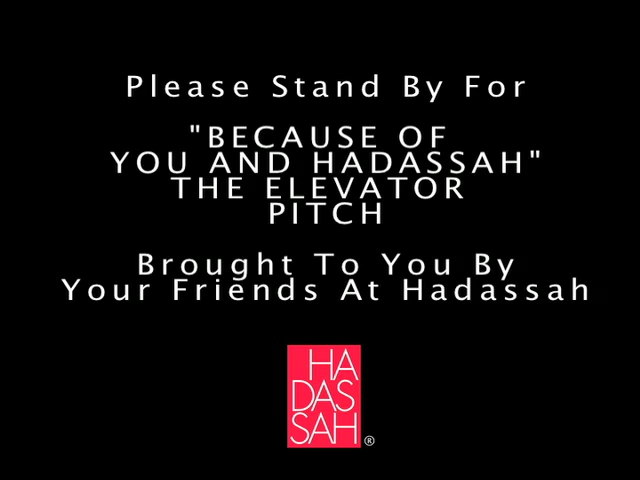 Please Stand By For
"BECAUSE OF
YOU AND HADASSAH"
THE ELEVATOR
PITCH
Brought To You By
Your Friends At Hadassah
HA
DAS
SAH®